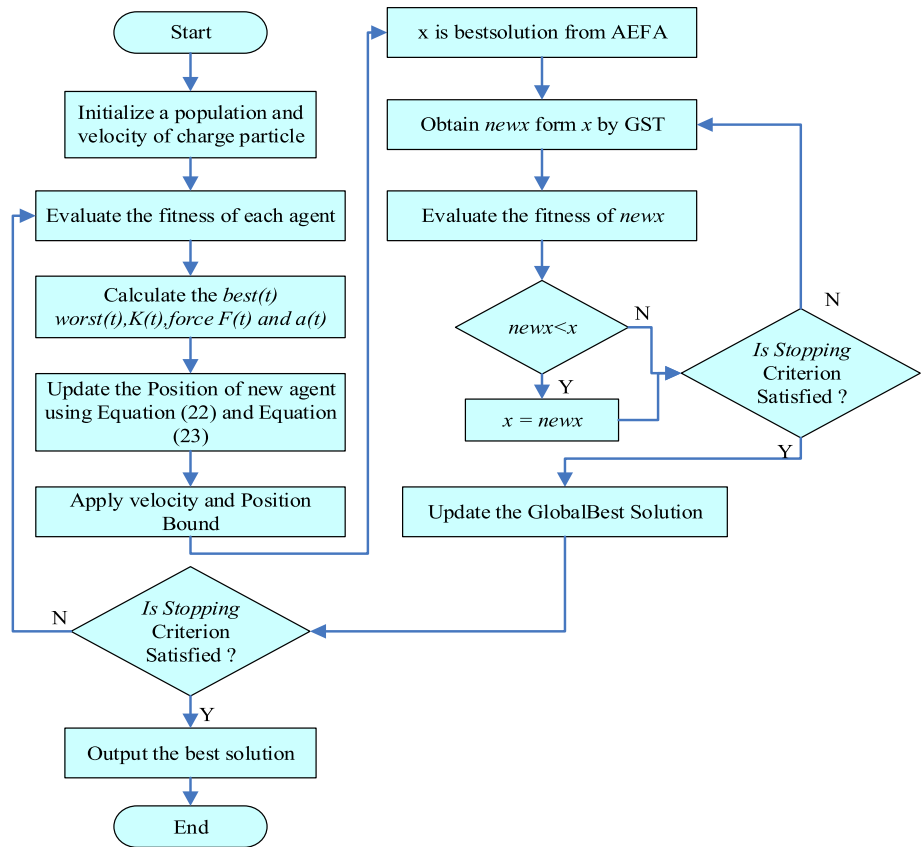 Start
Initialize a population and
velocity of charge particle
Evaluate the fitness of each agent
Calculate the best(t)
worst(t),K(t),force F(t) and a(t)
Update the Position of new agent
using Equation (22) and Equation
(23)
Apply velocity and Position
Bound
x is bestsolution from AEFA
Obtain newx form x by GST
Evaluate the fitness of newx
newx<x
N
Y
x = newx
N
Is Stopping
Criterion
Satisfied ?
Y
Update the GlobalBest Solution
N
Is Stopping
Criterion
Satisfied ?
Y
Output the best solution
End